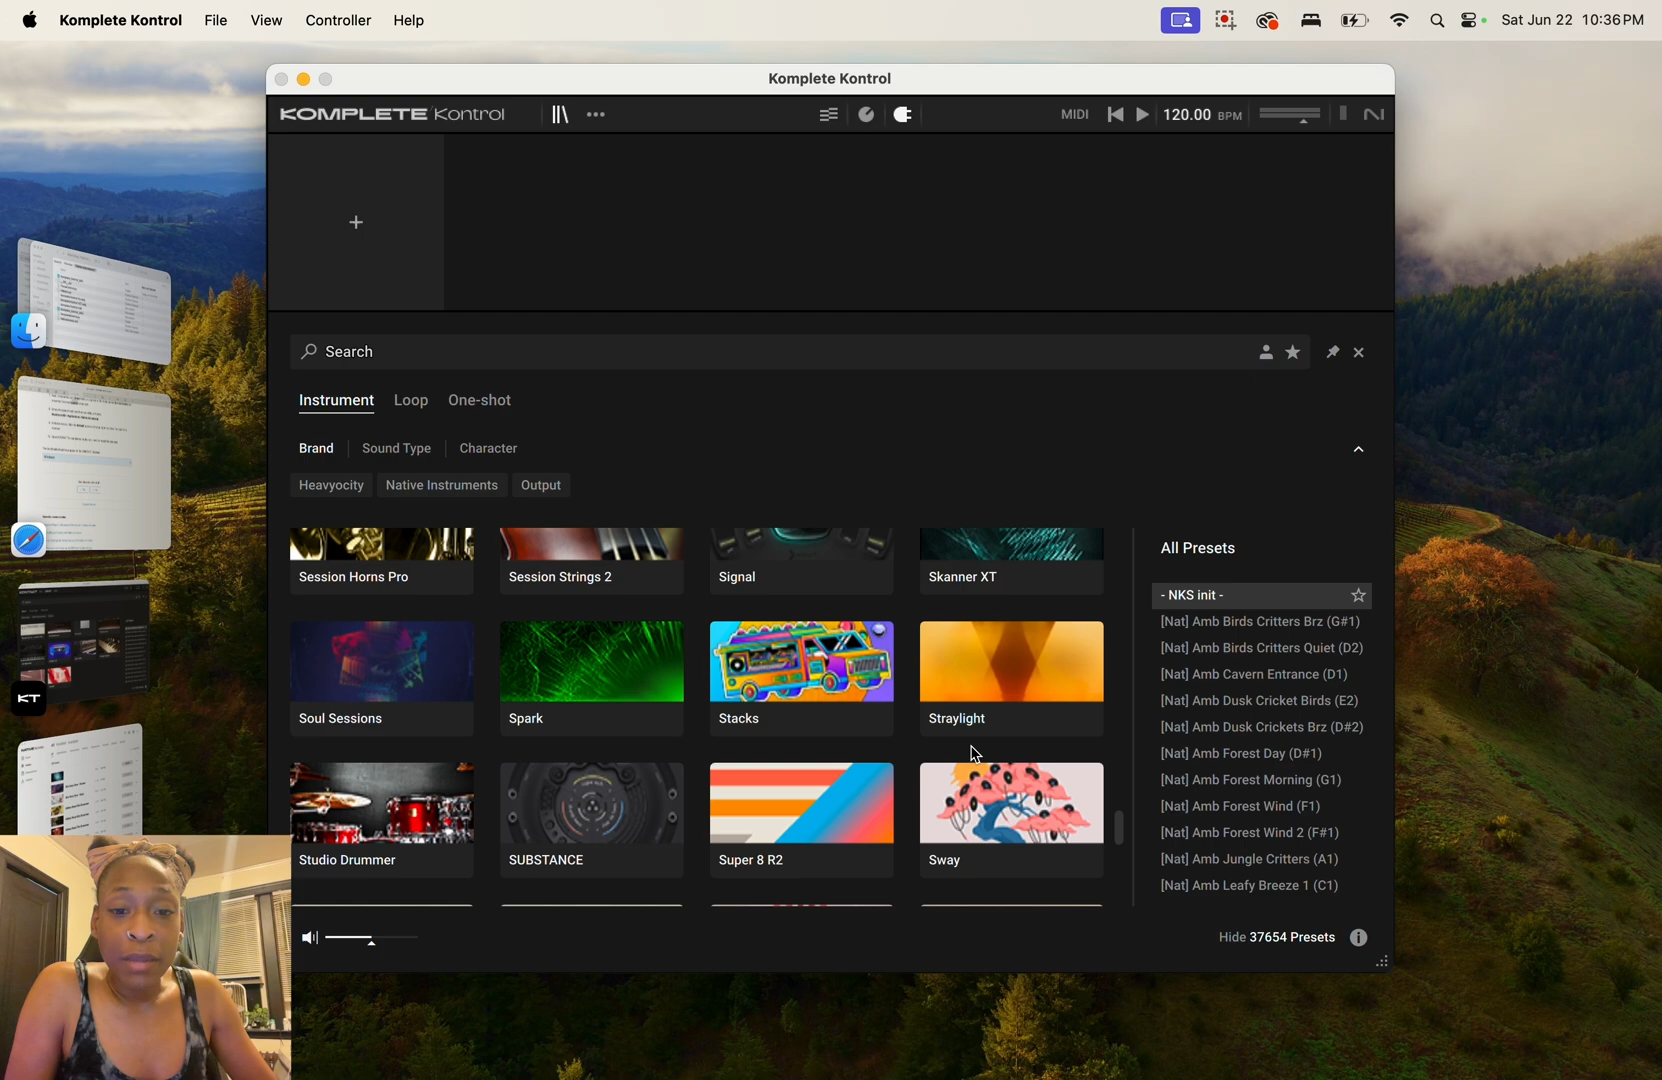 Komplete Kontrol File View Controller Help
Sat Jun 22 10:36 PM
Komplete Kontrol
KOMPLETE Kontrol
MIDI 120.00 BPM
+
Search
Instrument Loop One-shot
Brand Sound Type Character
Heavyocity Native Instruments Output
Session Horns Pro
Session Strings 2
Signal
Skanner XT
Soul Sessions
Spark
Stacks
Straylight
Studio Drummer
SUBSTANCE
Super 8 R2
Sway
All Presets
- NKS init -
[Nat] Amb Birds Critters Brz (G#1)
[Nat] Amb Birds Critters Quiet (D2)
[Nat] Amb Cavern Entrance (D1)
[Nat] Amb Dusk Cricket Birds (E2)
[Nat] Amb Dusk Crickets Brz (D#2)
[Nat] Amb Forest Day (D#1)
[Nat] Amb Forest Morning (G1)
[Nat] Amb Forest Wind (F1)
[Nat] Amb Forest Wind 2 (F#1)
[Nat] Amb Jungle Critters (A1)
[Nat] Amb Leafy Breeze 1 (C1)
Hide 37654 Presets
KT